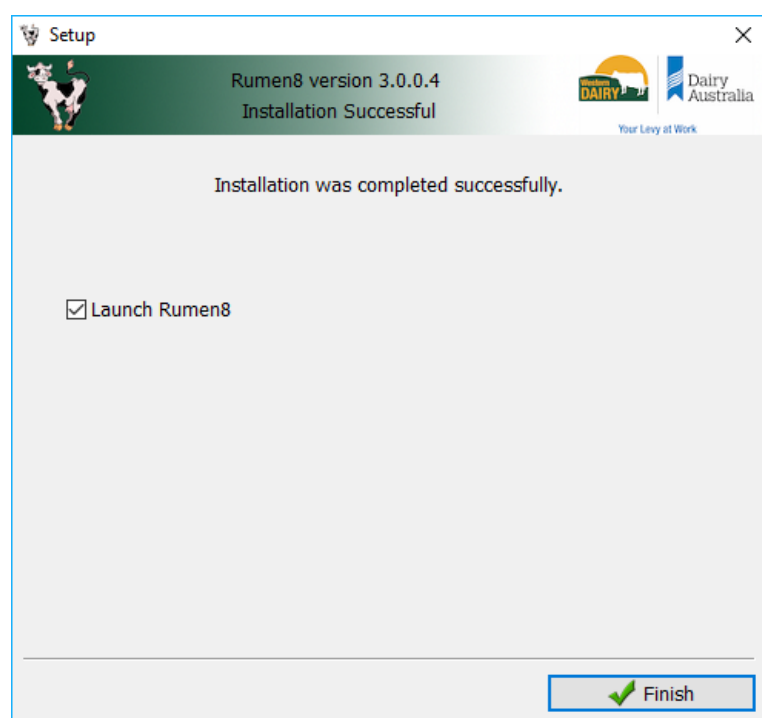 Setup
Rumen8 version 3.0.0.4
Installation Successful
Western
DAIRY
Dairy
Australia
Your Levy at Work
Installation was completed successfully.
Launch Rumen8
Finish